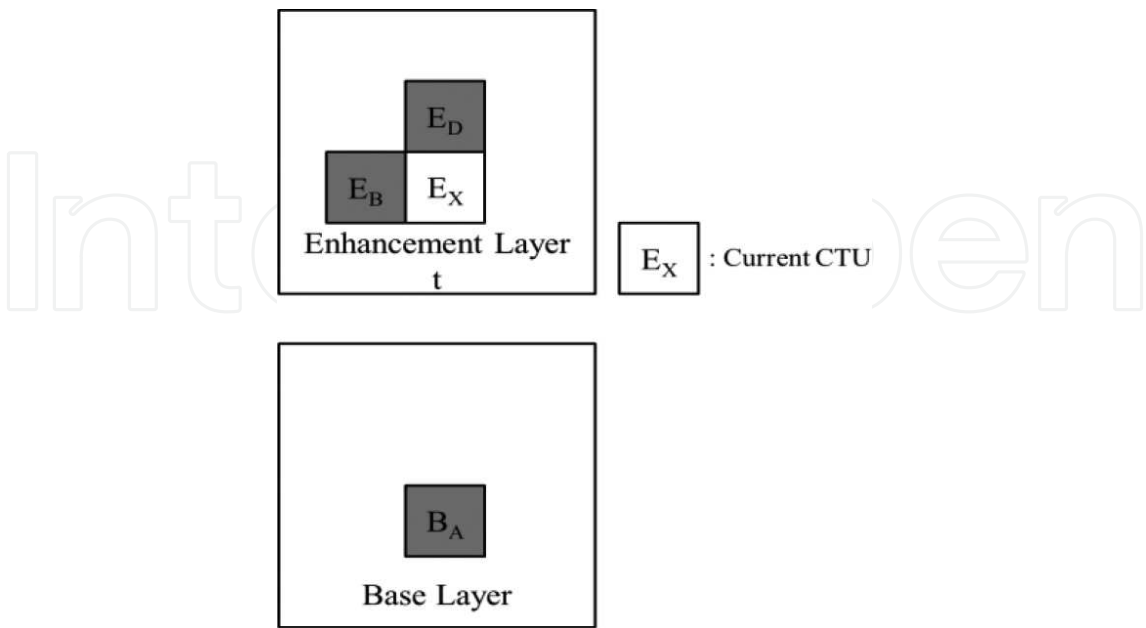 E_D
E_B E_X
Enhancement Layer
t
E_X : Current CTU
B_A
Base Layer